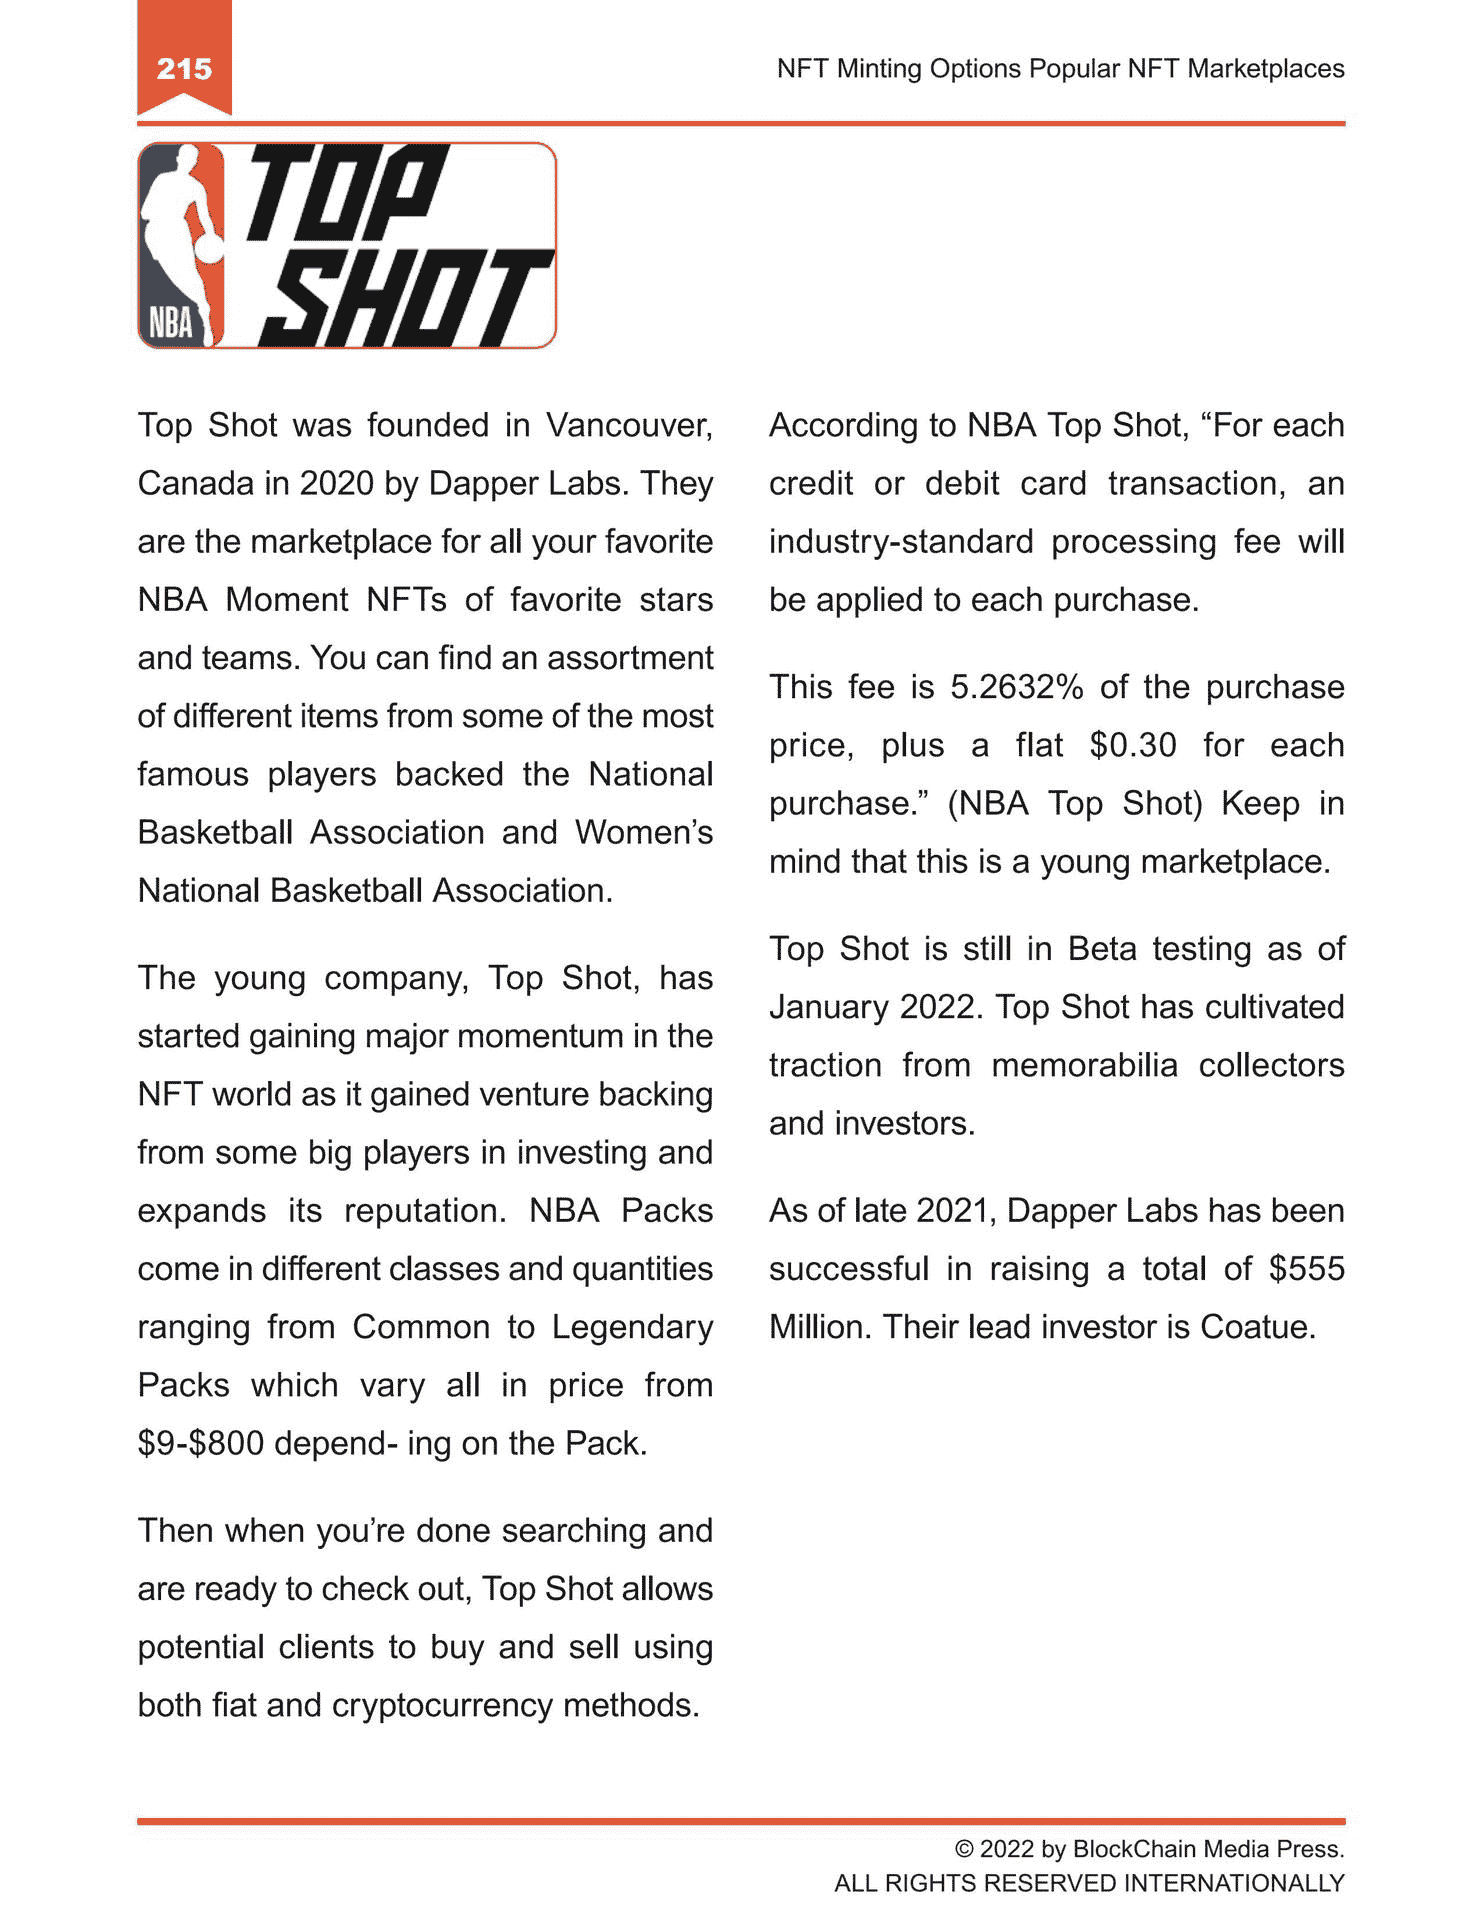 215
NFT Minting Options Popular NFT Marketplaces
TOP
SHOT
NBA
Top Shot was founded in Vancouver,
Canada in 2020 by Dapper Labs. They
are the marketplace for all your favorite
NBA Moment NFTs of favorite stars
and teams. You can find an assortment
of different items from some of the most
famous players backed the National
Basketball Association and Women’s
National Basketball Association.
The young company, Top Shot, has
started gaining major momentum in the
NFT world as it gained venture backing
from some big players in investing and
expands its reputation. NBA Packs
come in different classes and quantities
ranging from Common to Legendary
Packs which vary all in price from
$9-$800 depend- ing on the Pack.
Then when you’re done searching and
are ready to check out, Top Shot allows
potential clients to buy and sell using
both fiat and cryptocurrency methods.
According to NBA Top Shot, “For each
credit or debit card transaction, an
industry-standard processing fee will
be applied to each purchase.
This fee is 5.2632% of the purchase
price, plus a flat $0.30 for each
purchase.” (NBA Top Shot) Keep in
mind that this is a young marketplace.
Top Shot is still in Beta testing as of
January 2022. Top Shot has cultivated
traction from memorabilia collectors
and investors.
As of late 2021, Dapper Labs has been
successful in raising a total of $555
Million. Their lead investor is Coatue.
© 2022 by BlockChain Media Press.
ALL RIGHTS RESERVED INTERNATIONALLY